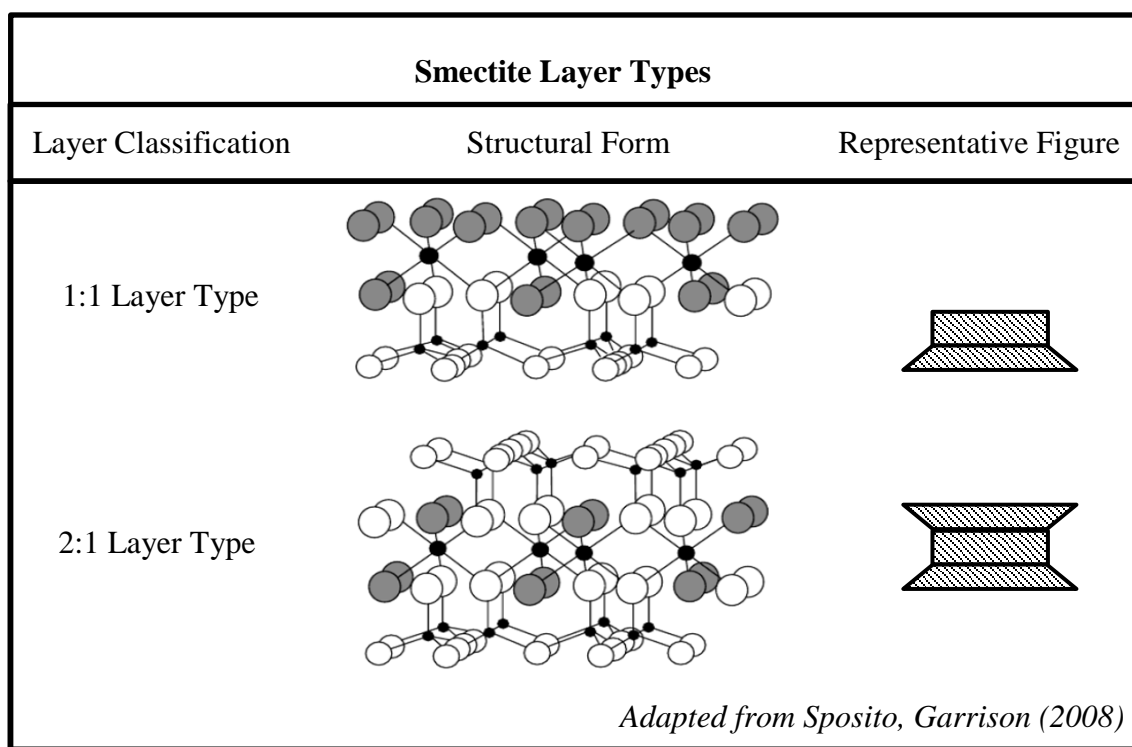 Smectite Layer Types
Layer Classification Structural Form Representative Figure
1:1 Layer Type
2:1 Layer Type
Adapted from Sposito, Garrison (2008)